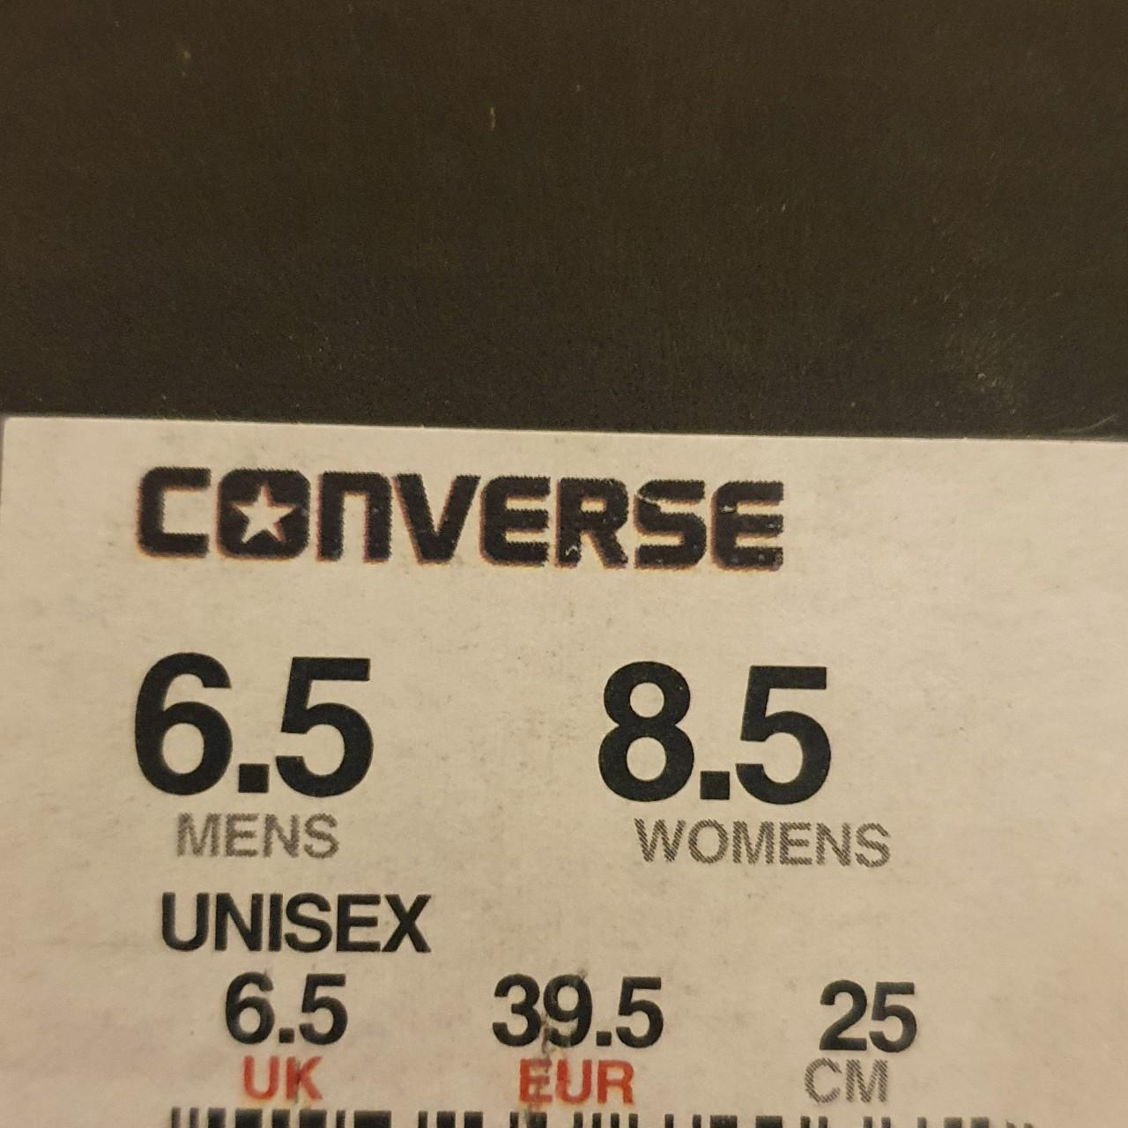 CONVERSE
6.5 8.5
MENS WOMENS
UNISEX
6.5 39.5 25
UK EUR CM